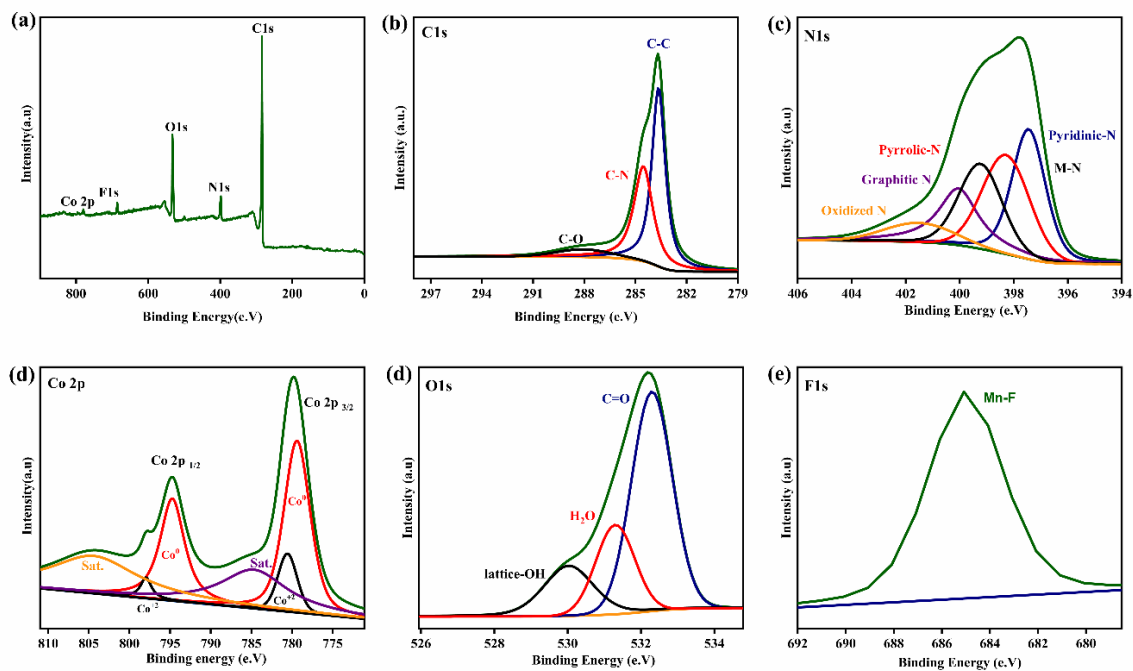 (a)
C1s
O1s
N1s
F1s
Co 2p
Intensity(a.u)
800 600 400 200 0
Binding Energy(e.V)
(b)
C1s
C-C
C-N
C-O
Intensity (a.u.)
297 294 291 288 285 282 279
Binding Energy (e.V)
(c)
N1s
Pyridinic-N
Pyrrolic-N
M-N
Graphitic N
Oxidized N
Intensity (a.u)
406 404 402 400 398 396 394
Binding Energy (e.V)
(d)
Co 2p
Co 2p 3/2
Co 2p 1/2
Co⁰
Co⁰
Sat.
Sat.
Co⁺²
Co⁺²
Intensity(a.u)
810 805 800 795 790 785 780 775
Binding energy (e.V)
(d)
O1s
C=O
H₂O
lattice-OH
Intensity (a.u)
526 528 530 532 534
Binding Energy (e.V)
(e)
F1s
Mn-F
Intensity (a.u)
692 690 688 686 684 682 680
Binding Energy (e.V)